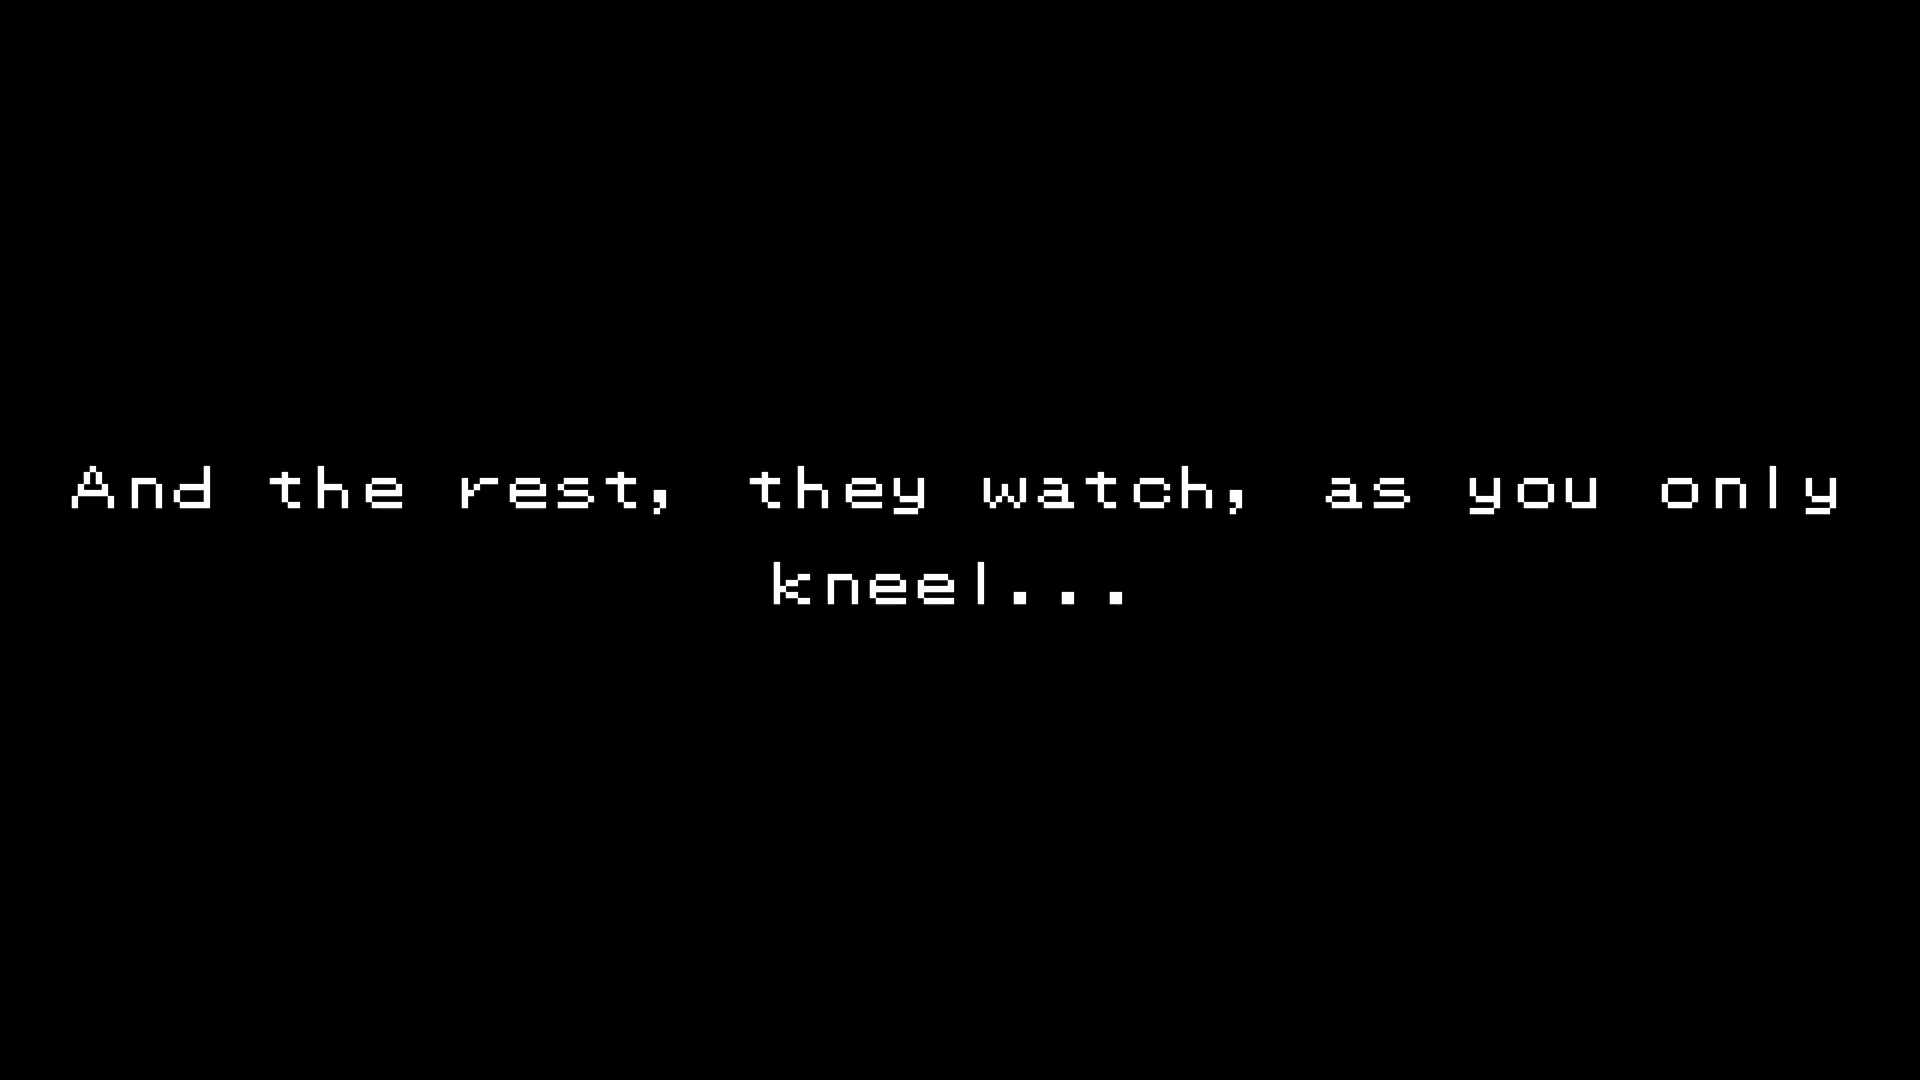 And the rest, they watch, as you only
kneel...